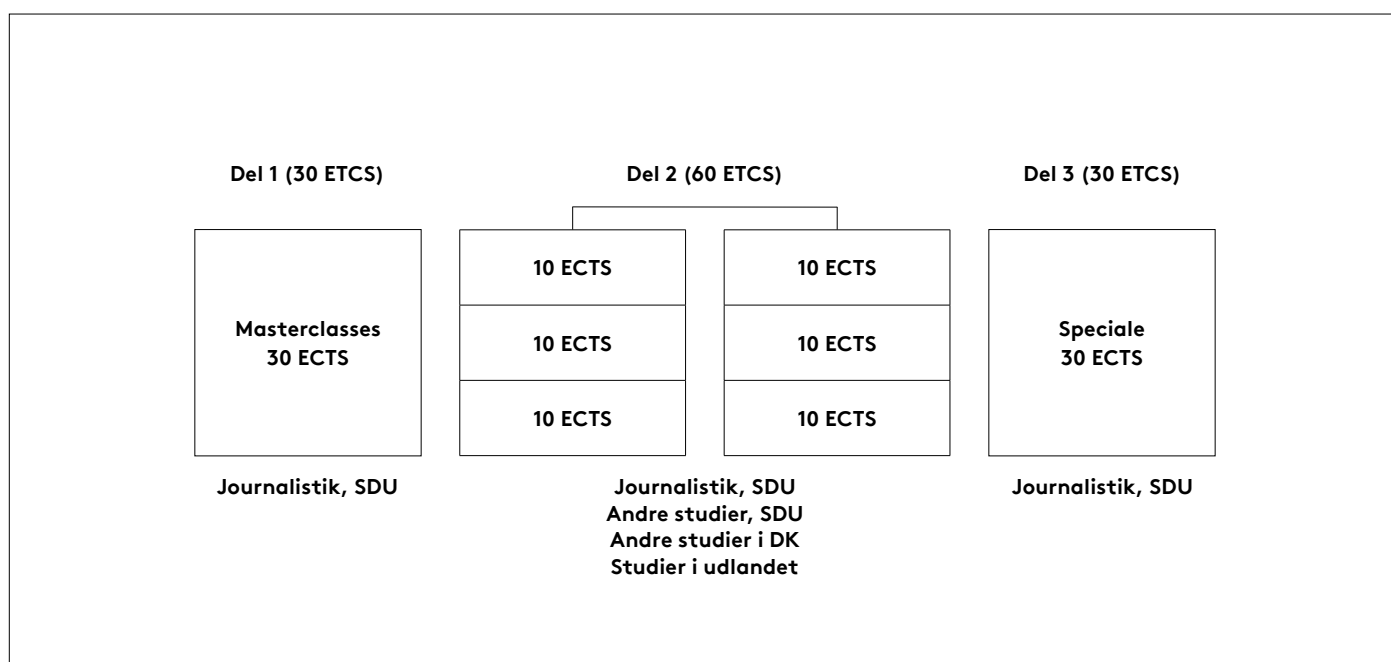 Del 1 (30 ETCS)
Del 2 (60 ETCS)
Del 3 (30 ETCS)
Masterclasses
30 ECTS
10 ECTS
10 ECTS
10 ECTS
10 ECTS
10 ECTS
10 ECTS
Speciale
30 ECTS
Journalistik, SDU
Journalistik, SDU
Andre studier, SDU
Andre studier i DK
Studier i udlandet
Journalistik, SDU